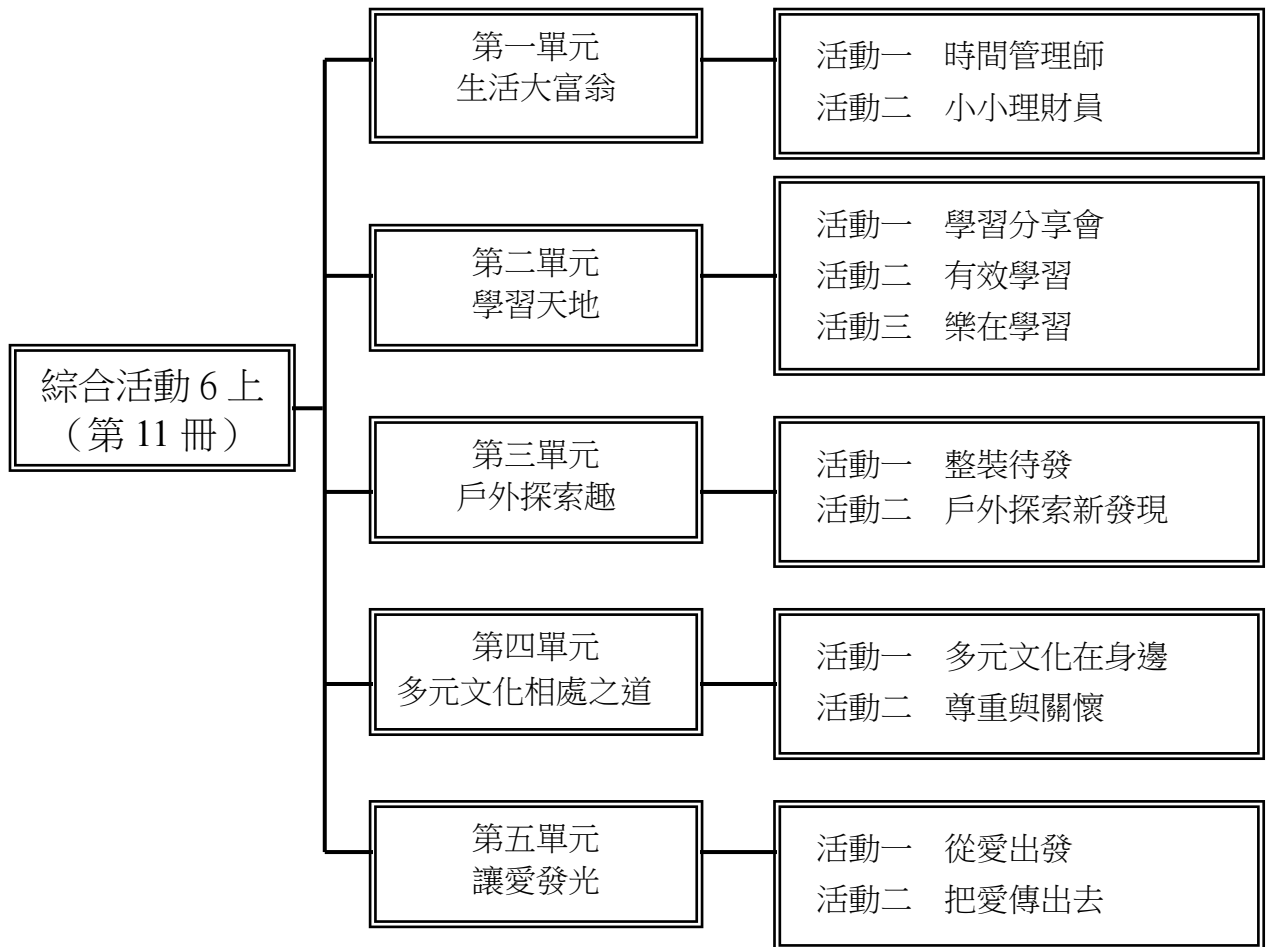 綜合活動 6 上
（第 11 冊）
第一單元
生活大富翁
活動一　時間管理師
活動二　小小理財員
第二單元
學習天地
活動一　學習分享會
活動二　有效學習
活動三　樂在學習
第三單元
戶外探索趣
活動一　整裝待發
活動二　戶外探索新發現
第四單元
多元文化相處之道
活動一　多元文化在身邊
活動二　尊重與關懷
第五單元
讓愛發光
活動一　從愛出發
活動二　把愛傳出去